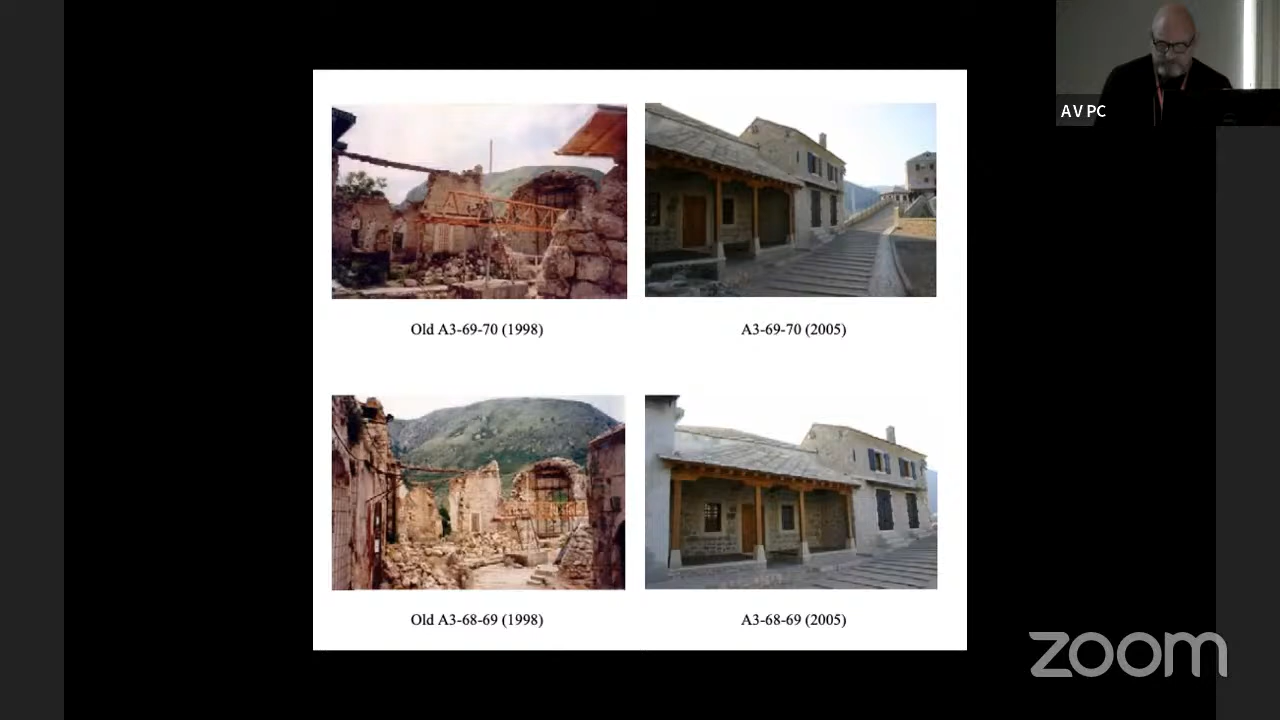 AV PC
Old A3-69-70 (1998)
A3-69-70 (2005)
Old A3-68-69 (1998)
A3-68-69 (2005)
zoom